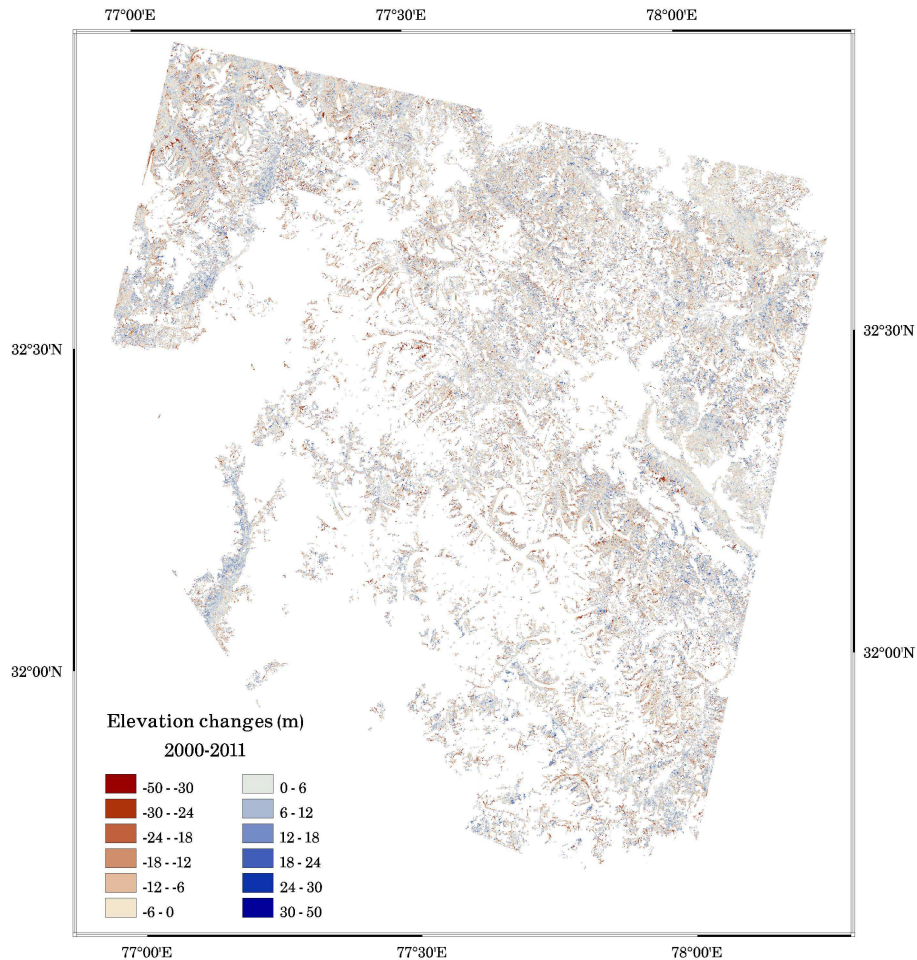 77°00'E 77°30'E 78°00'E
32°30'N 32°30'N
32°00'N 32°00'N
Elevation changes (m)
2000-2011
-50 - -30 0 - 6
-30 - -24 6 - 12
-24 - -18 12 - 18
-18 - -12 18 - 24
-12 - -6 24 - 30
-6 - 0 30 - 50
77°00'E 77°30'E 78°00'E